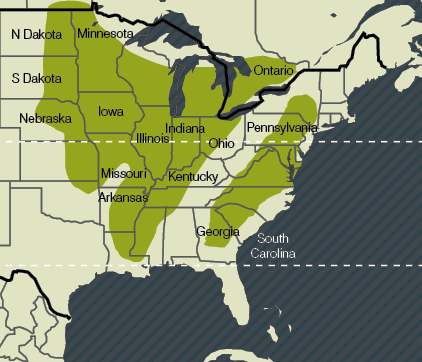 N Dakota
Minnesota
Ontario
S Dakota
Iowa
Nebraska
Indiana
Pennsylvania
Illinois
Ohio
Missouri
Kentucky
Arkansas
Georgia
South
Carolina